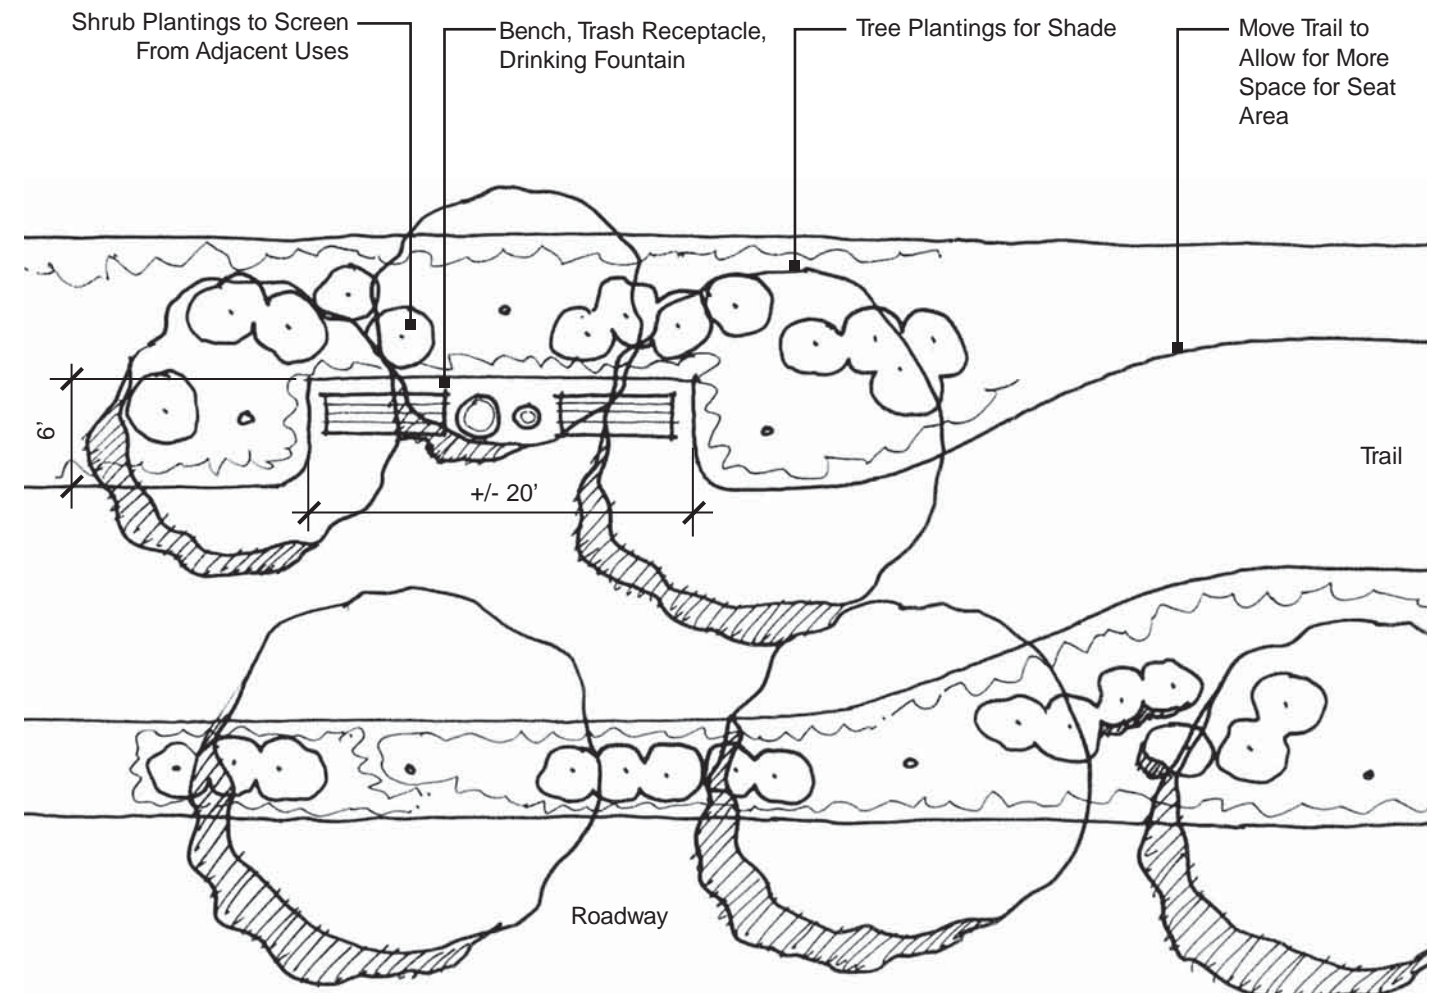 Shrub Plantings to Screen
From Adjacent Uses
Bench, Trash Receptacle,
Drinking Fountain
Tree Plantings for Shade
Move Trail to
Allow for More
Space for Seat
Area
6’
+/- 20’
Trail
Roadway